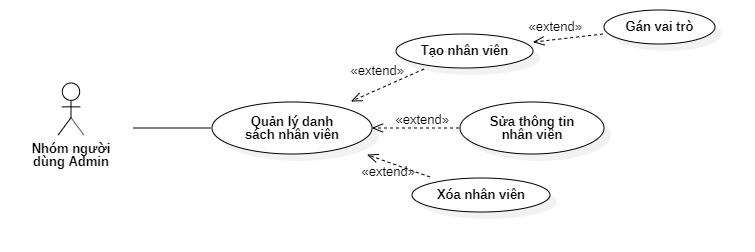 «extend»
Gán vai trò
Tạo nhân viên
«extend»
Quản lý danh
sách nhân viên
«extend»
Sửa thông tin
nhân viên
Nhóm người
dùng Admin
«extend»
Xóa nhân viên